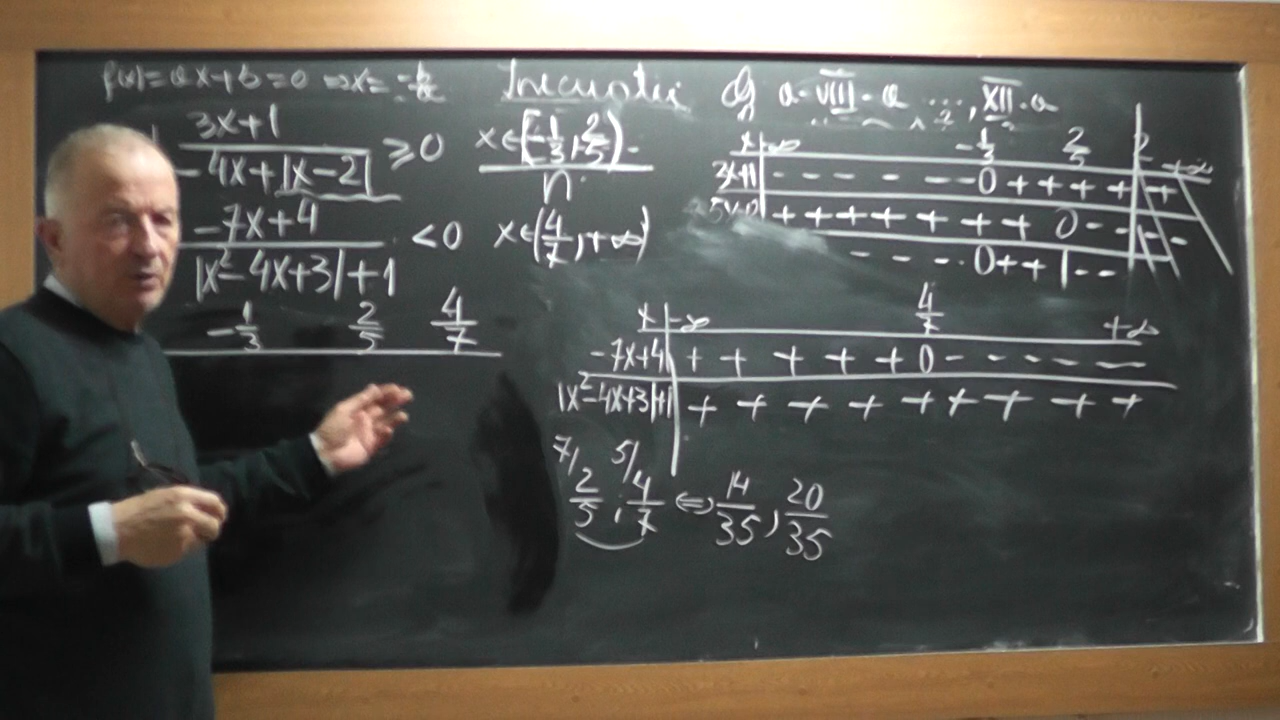 f(x)=ax+b=0 ⇒x=-b/a Inecuatii cls a-VIII-a ..., XII-a
(3x+1)/(-4x+|x-2|) ≥0 x∈[-1/3, 2/5)
∩
(-7x+4)/(|x²-4x+3|+1) <0 x∈(4/7, +∞)
-1/3 2/5 4/7
x -∞ -1/3 2/5 2 +∞
3x+1 - - - - - - - 0 + + + + +
+ + + + + + + + 0 - - - -
- - - - 0 + + | - -
x -∞ 4/7 +∞
-7x+4 + + + + + 0 - - - - - -
|x²-4x+3|+1 + + + + + + + + +
7/ 5/
2/5 ; 4/7 ⇔ 14/35 , 20/35